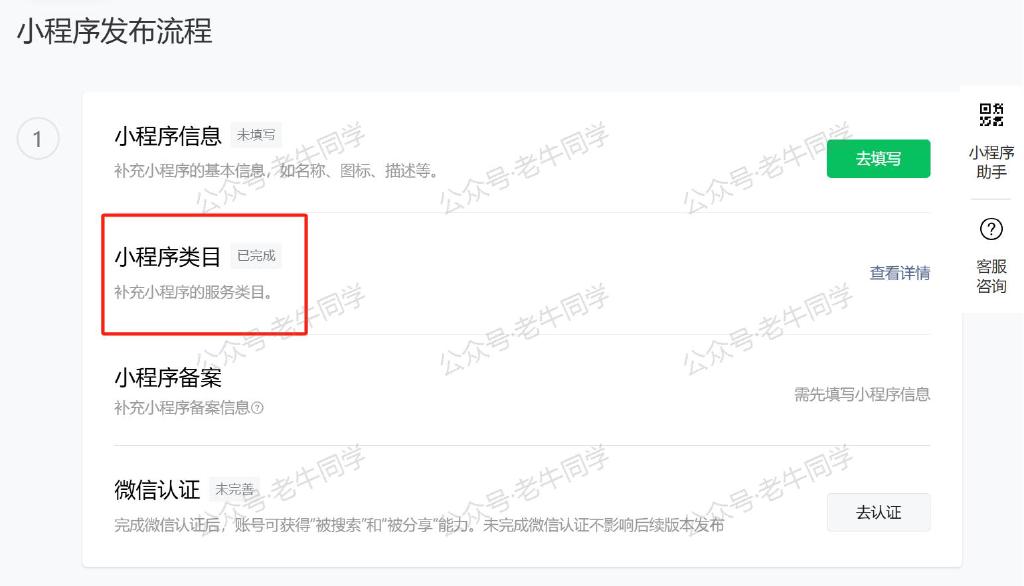 小程序发布流程
1
小程序信息 未填写
补充小程序的基本信息，如名称、图标、描述等。
去填写
小程序类目 已完成
补充小程序的服务类目。
查看详情
小程序备案
补充小程序备案信息?
需先填写小程序信息
微信认证 未完善
完成微信认证后，账号可获得“被搜索”和“被分享”能力。未完成微信认证不影响后续版本发布
去认证
小程序
助手
?
客服
咨询
公众号·老牛同学
公众号·老牛同学
公众号·老牛同学
公众号·老牛同学
公众号·老牛同学
公众号·老牛同学
公众号·老牛同学
公众号·老牛同学
公众号·老牛同学